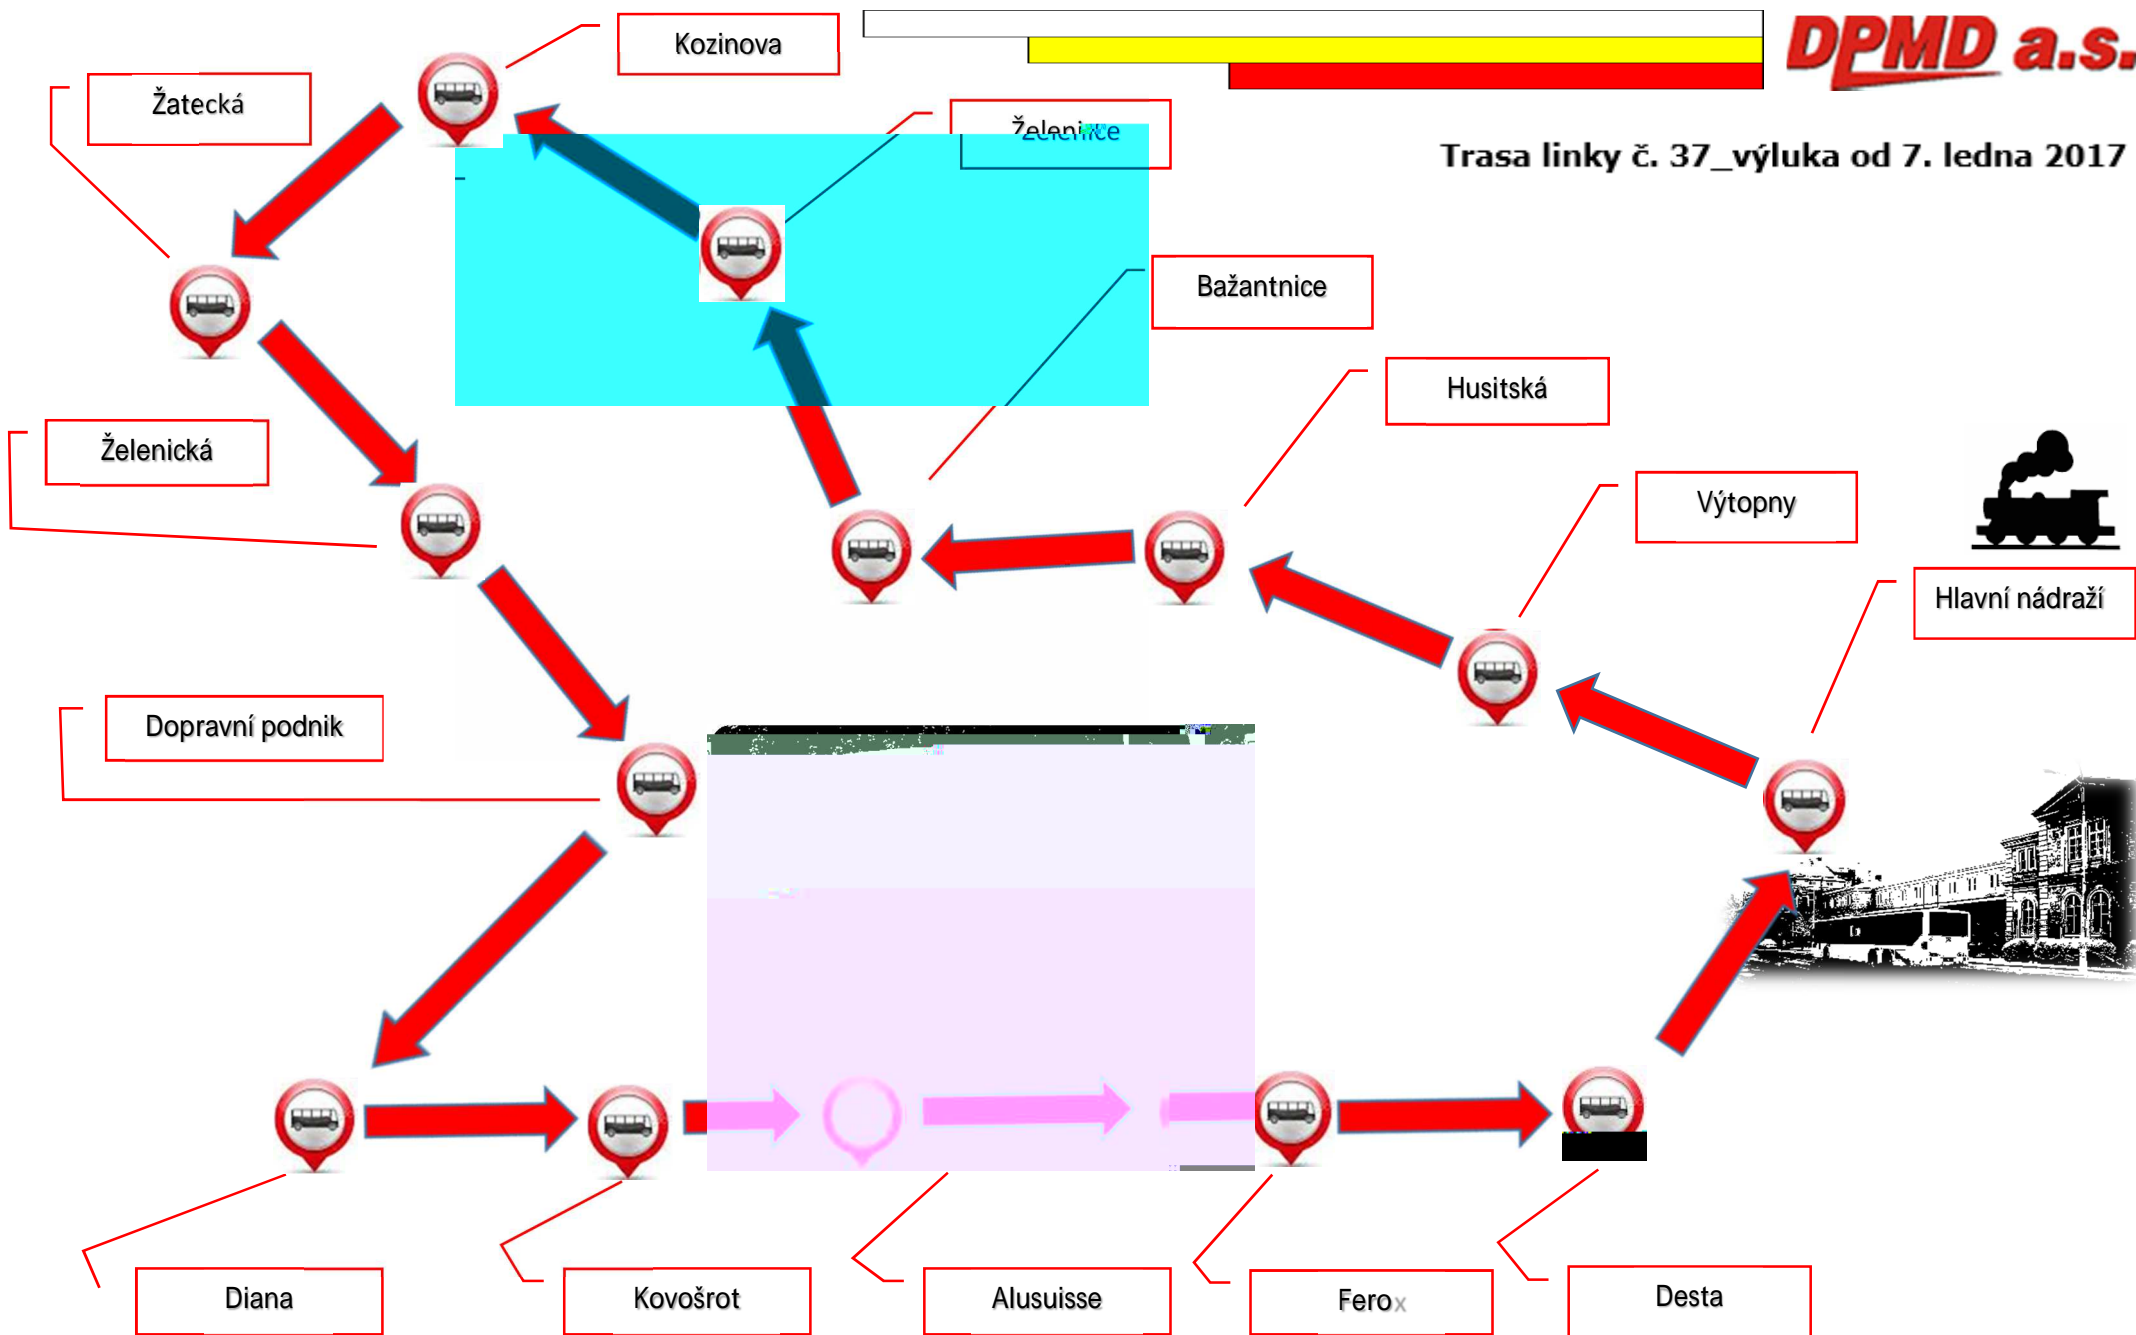 Kozinova
DPMD a.s.
Žatecká
Želenice
Trasa linky č. 37_výluka od 7. ledna 2017
Bažantnice
Husitská
Želenická
Výtopny
Hlavní nádraží
Dopravní podnik
Diana
Kovošrot
Alusuisse
Ferox
Desta